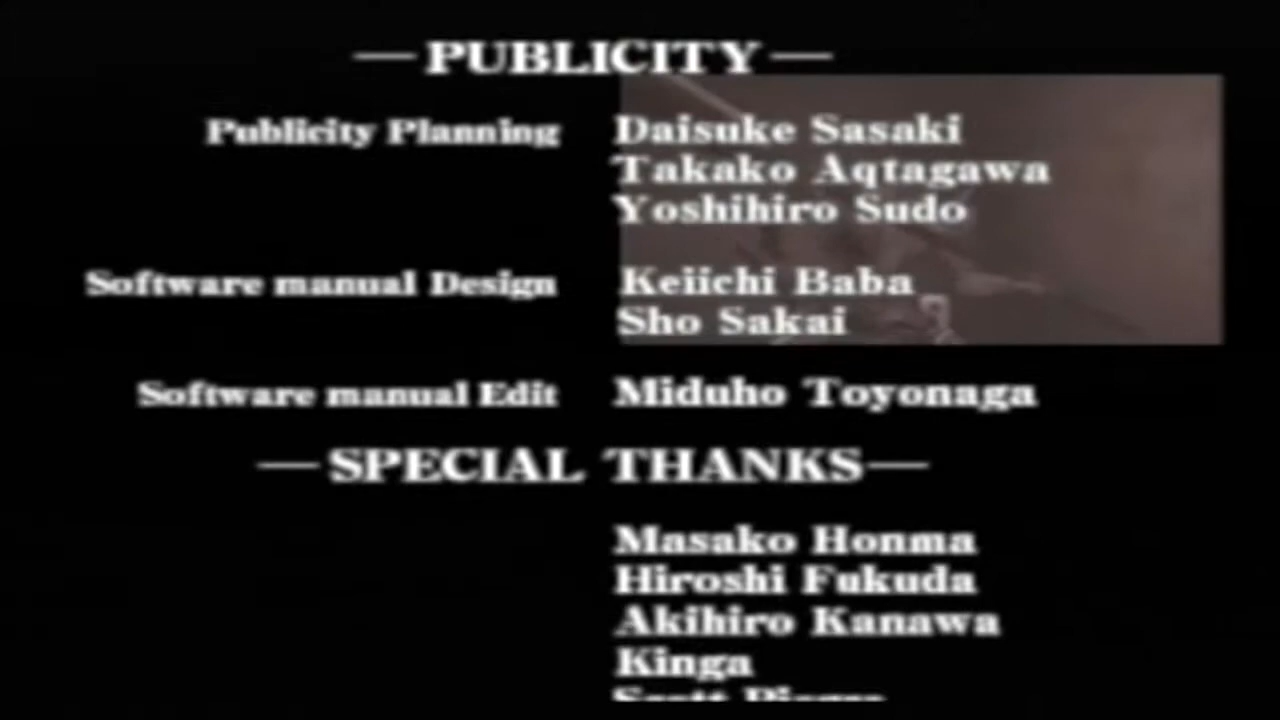 —PUBLICITY—
Publicity Planning Daisuke Sasaki
Takako Aqtagawa
Yoshihiro Sudo
Software manual Design Keiichi Baba
Sho Sakai
Software manual Edit Miduho Toyonaga
—SPECIAL THANKS—
Masako Honma
Hiroshi Fukuda
Akihiro Kanawa
Kinga